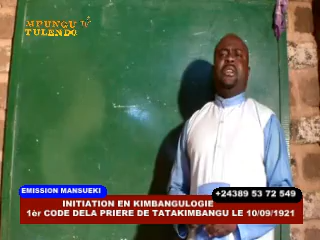 MPUNGU
TULENDO
EMISSION MANSUEKI
+24389 53 72 549
INITIATION EN KIMBANGULOGIE
1èr CODE DELA PRIERE DE TATAKIMBANGU LE 10/09/1921